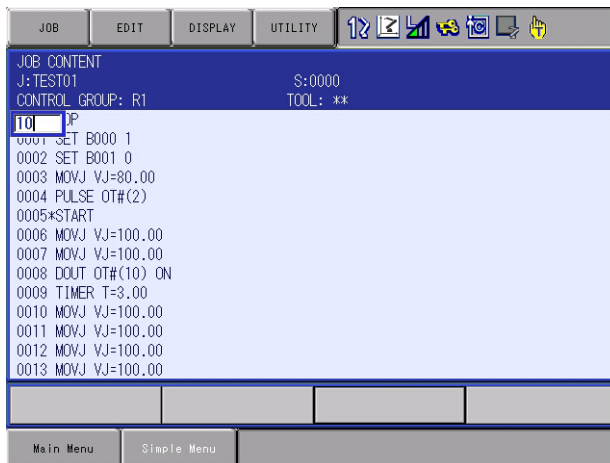 JOB EDIT DISPLAY UTILITY
JOB CONTENT
J:TEST01 S:0000
CONTROL GROUP: R1 TOOL: **
10
0001 SET B000 1
0002 SET B001 0
0003 MOVJ VJ=80.00
0004 PULSE OT#(2)
0005*START
0006 MOVJ VJ=100.00
0007 MOVJ VJ=100.00
0008 DOUT OT#(10) ON
0009 TIMER T=3.00
0010 MOVJ VJ=100.00
0011 MOVJ VJ=100.00
0012 MOVJ VJ=100.00
0013 MOVJ VJ=100.00
Main Menu Simple Menu